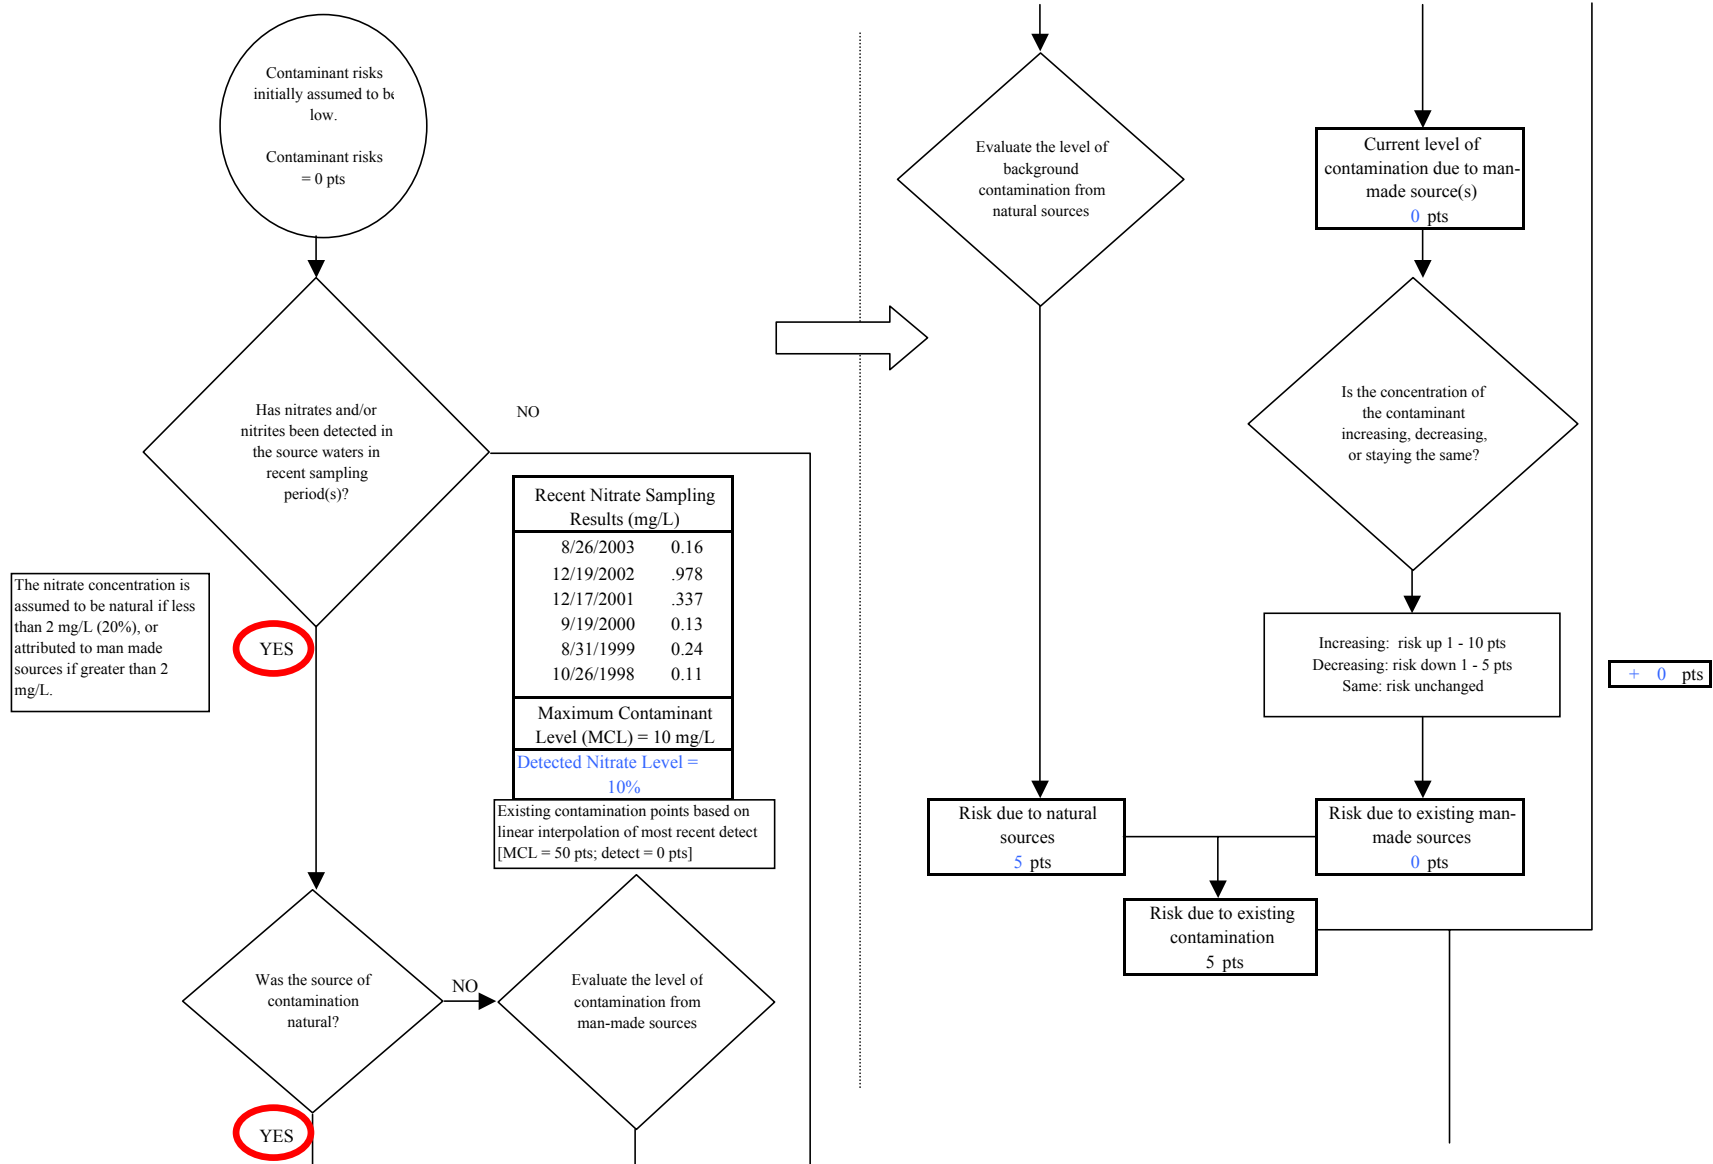 Contaminant risks
initially assumed to be
low.
Contaminant risks
= 0 pts
Has nitrates and/or
nitrites been detected in
the source waters in
recent sampling
period(s)?
NO
The nitrate concentration is
assumed to be natural if less
than 2 mg/L (20%), or
attributed to man made
sources if greater than 2
mg/L.
YES
Recent Nitrate Sampling
Results (mg/L)
8/26/2003 0.16
12/19/2002 .978
12/17/2001 .337
9/19/2000 0.13
8/31/1999 0.24
10/26/1998 0.11
Maximum Contaminant
Level (MCL) = 10 mg/L
Detected Nitrate Level =
10%
Existing contamination points based on
linear interpolation of most recent detect
[MCL = 50 pts; detect = 0 pts]
Was the source of
contamination
natural?
NO
Evaluate the level of
contamination from
man-made sources
YES
Evaluate the level of
background
contamination from
natural sources
Current level of
contamination due to man-
made source(s)
0 pts
Is the concentration of
the contaminant
increasing, decreasing,
or staying the same?
Increasing: risk up 1 - 10 pts
Decreasing: risk down 1 - 5 pts
Same: risk unchanged
+ 0 pts
Risk due to natural
sources
5 pts
Risk due to existing man-
made sources
0 pts
Risk due to existing
contamination
5 pts